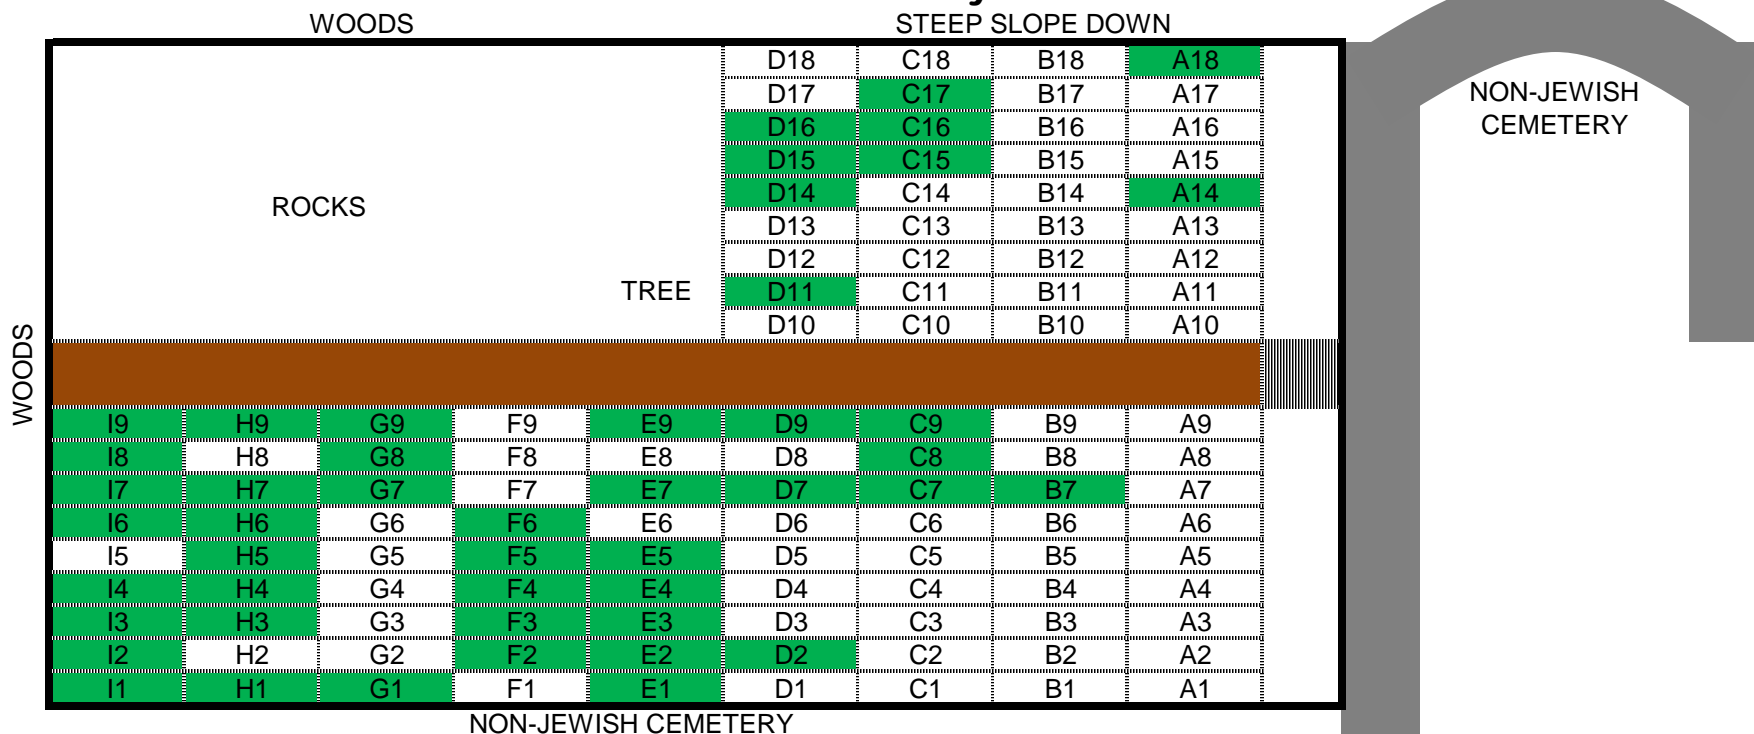 WOODS STEEP SLOPE DOWN
D18 C18 B18 A18
D17 C17 B17 A17
NON-JEWISH
CEMETERY
D16 C16 B16 A16
D15 C15 B15 A15
D14 C14 B14 A14
ROCKS
D13 C13 B13 A13
D12 C12 B12 A12
TREE D11 C11 B11 A11
D10 C10 B10 A10
WOODS
I9 H9 G9 F9 E9 D9 C9 B9 A9
I8 H8 G8 F8 E8 D8 C8 B8 A8
I7 H7 G7 F7 E7 D7 C7 B7 A7
I6 H6 G6 F6 E6 D6 C6 B6 A6
I5 H5 G5 F5 E5 D5 C5 B5 A5
I4 H4 G4 F4 E4 D4 C4 B4 A4
I3 H3 G3 F3 E3 D3 C3 B3 A3
I2 H2 G2 F2 E2 D2 C2 B2 A2
I1 H1 G1 F1 E1 D1 C1 B1 A1
NON-JEWISH CEMETERY